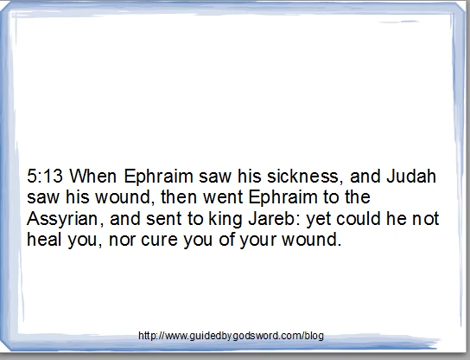 5:13 When Ephraim saw his sickness, and Judah
saw his wound, then went Ephraim to the
Assyrian, and sent to king Jareb: yet could he not
heal you, nor cure you of your wound.
http://www.guidedbygodsword.com/blog